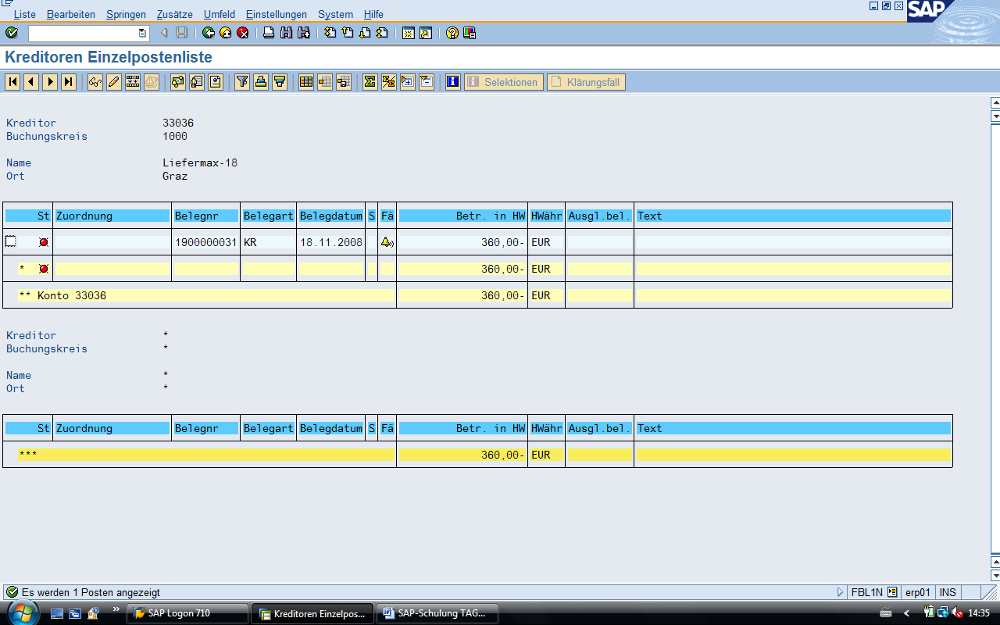 Liste Bearbeiten Springen Zusätze Umfeld Einstellungen System Hilfe
SAP
Kreditoren Einzelpostenliste
Selektionen Klärungsfall
Kreditor 33036
Buchungskreis 1000
Name Liefermax-18
Ort Graz
St Zuordnung Belegnr Belegart Belegdatum S Fä Betr. in HW HWähr Ausgl.bel. Text
1900000031 KR 18.11.2008 360,00- EUR
* 360,00- EUR
** Konto 33036 360,00- EUR
Kreditor *
Buchungskreis *
Name *
Ort *
St Zuordnung Belegnr Belegart Belegdatum S Fä Betr. in HW HWähr Ausgl.bel. Text
*** 360,00- EUR
Es werden 1 Posten angezeigt FBL1N erp01 INS
» SAP Logon 710 Kreditoren Einzelpos... SAP-Schulung TAG... < 14:35